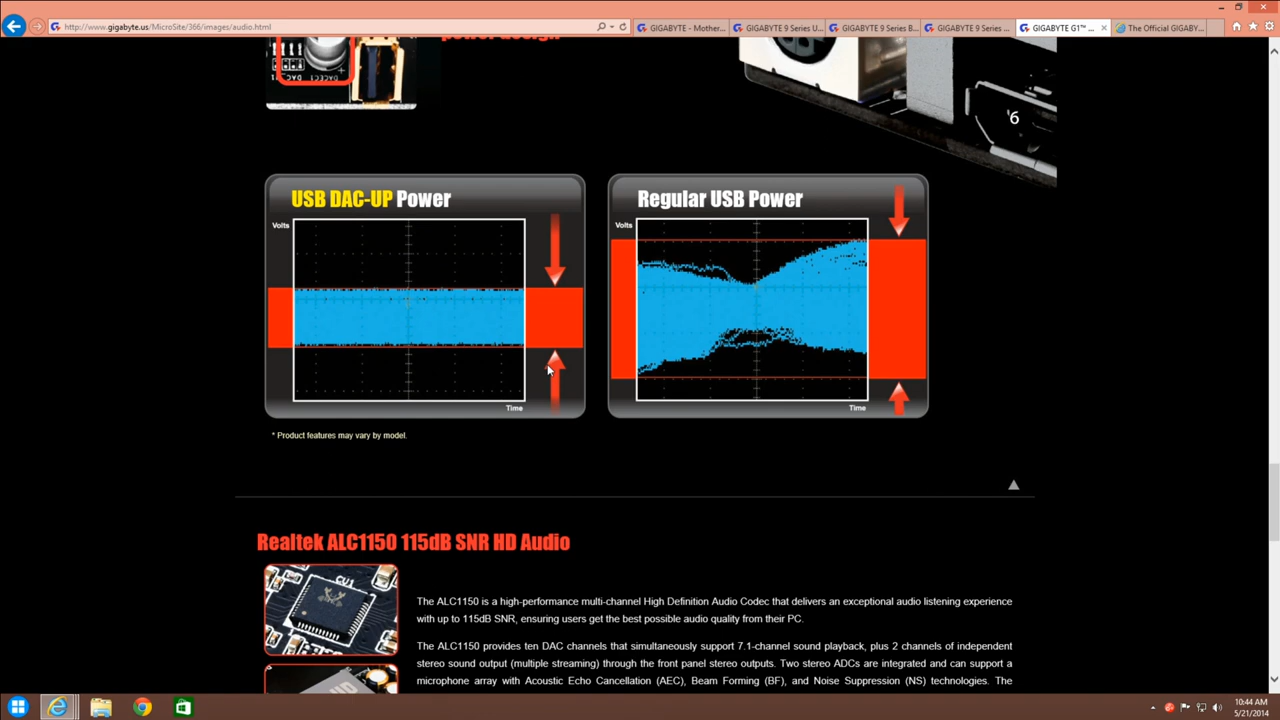 http://www.gigabyte.us/MicroSite/366/images/audio.html
GIGABYTE - Mother...
GIGABYTE 9 Series U...
GIGABYTE 9 Series B...
GIGABYTE 9 Series ...
GIGABYTE G1™ ...
The Official GIGABY...
power design
DACEC1
'6
USB DAC-UP Power
Volts
Time
Regular USB Power
Volts
Time
* Product features may vary by model.
Realtek ALC1150 115dB SNR HD Audio
CU1
The ALC1150 is a high-performance multi-channel High Definition Audio Codec that delivers an exceptional audio listening experience
with up to 115dB SNR, ensuring users get the best possible audio quality from their PC.
The ALC1150 provides ten DAC channels that simultaneously support 7.1-channel sound playback, plus 2 channels of independent
stereo sound output (multiple streaming) through the front panel stereo outputs. Two stereo ADCs are integrated and can support a
microphone array with Acoustic Echo Cancellation (AEC), Beam Forming (BF), and Noise Suppression (NS) technologies. The
10:44 AM
5/21/2014